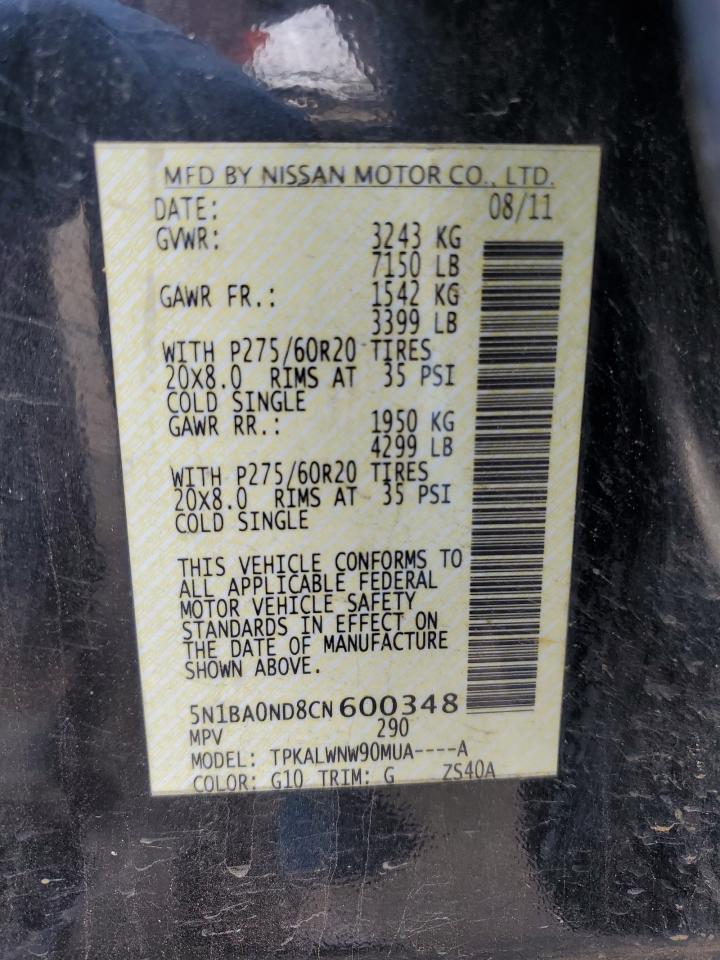 MFD BY NISSAN MOTOR CO., LTD.
DATE: 08/11
GVWR: 3243 KG
7150 LB
GAWR FR.: 1542 KG
3399 LB
WITH P275/60R20 TIRES
20X8.0 RIMS AT 35 PSI
COLD SINGLE
GAWR RR.: 1950 KG
4299 LB
WITH P275/60R20 TIRES
20X8.0 RIMS AT 35 PSI
COLD SINGLE
THIS VEHICLE CONFORMS TO
ALL APPLICABLE FEDERAL
MOTOR VEHICLE SAFETY
STANDARDS IN EFFECT ON
THE DATE OF MANUFACTURE
SHOWN ABOVE.
5N1BA0ND8CN600348
MPV 290
MODEL: TPKALWNW90MUA----A
COLOR: G10 TRIM: G ZS40A